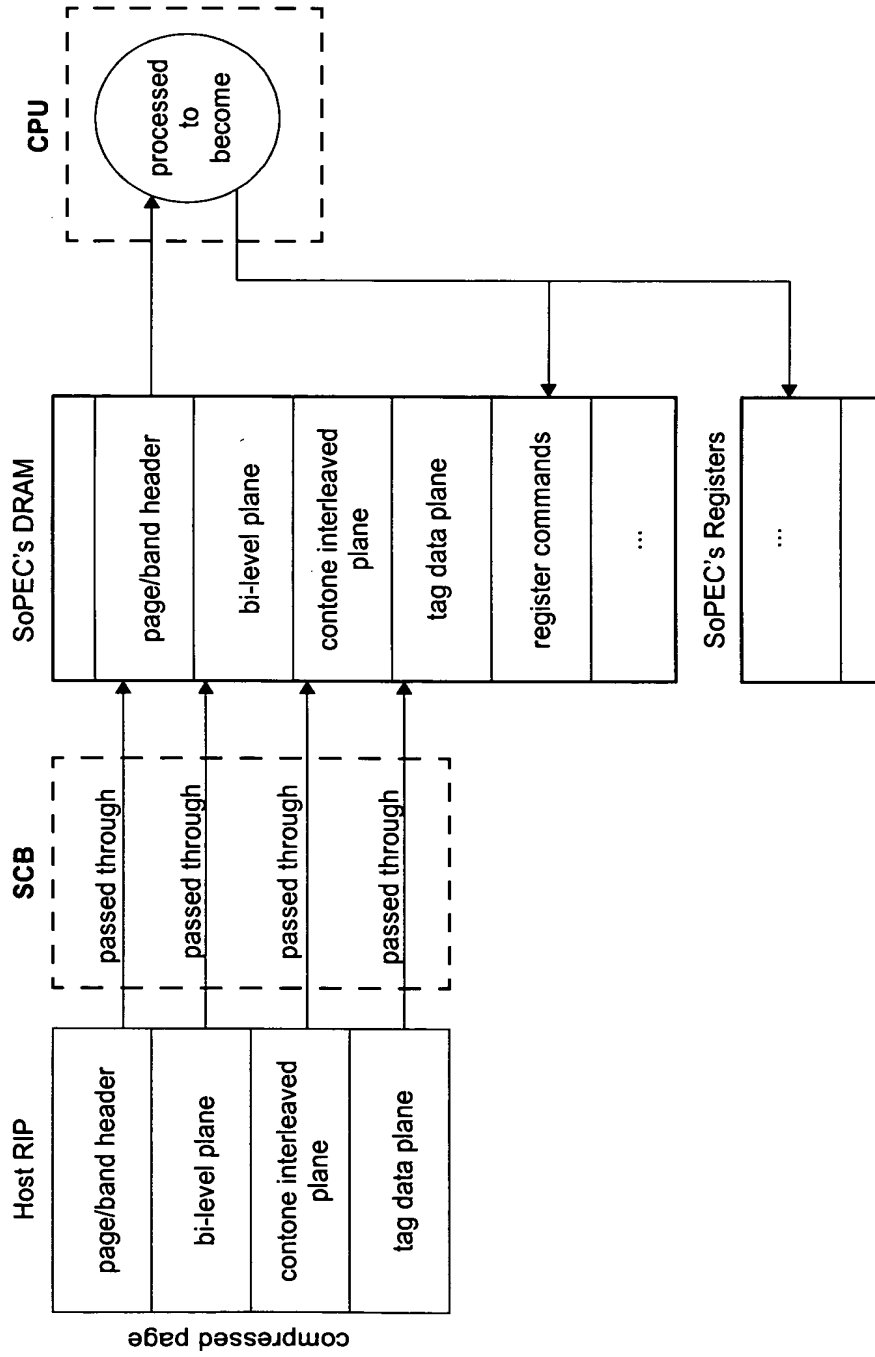 Host RIP
compressed page
page/band header
bi-level plane
contone interleaved
plane
tag data plane
SCB
passed through
passed through
passed through
passed through
SoPEC's DRAM
page/band header
bi-level plane
contone interleaved
plane
tag data plane
register commands
...
CPU
processed
to
become
SoPEC's Registers
...